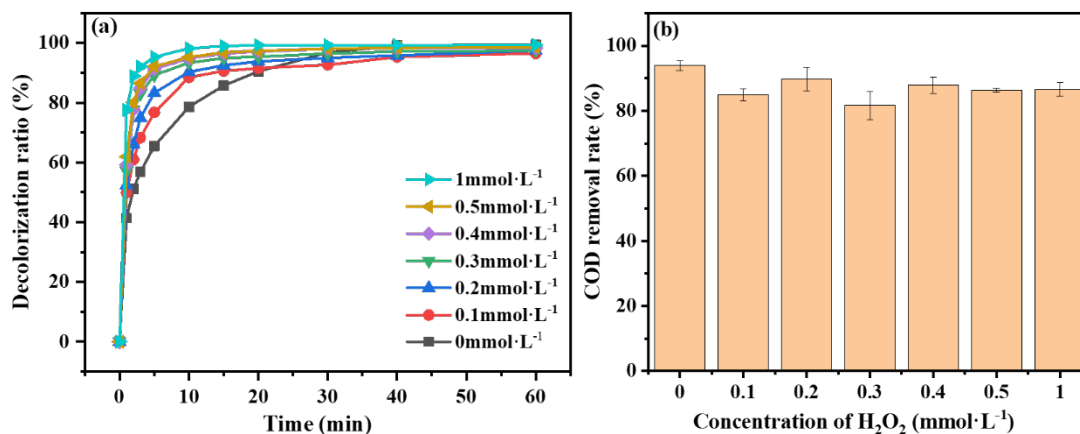 (a)
100
80
60
40
20
0
Decolorization ratio (%)
1mmol·L⁻¹
0.5mmol·L⁻¹
0.4mmol·L⁻¹
0.3mmol·L⁻¹
0.2mmol·L⁻¹
0.1mmol·L⁻¹
0mmol·L⁻¹
0 10 20 30 40 50 60
Time (min)
(b)
100
80
60
40
20
0
COD removal rate (%)
0 0.1 0.2 0.3 0.4 0.5 1
Concentration of H₂O₂ (mmol·L⁻¹)